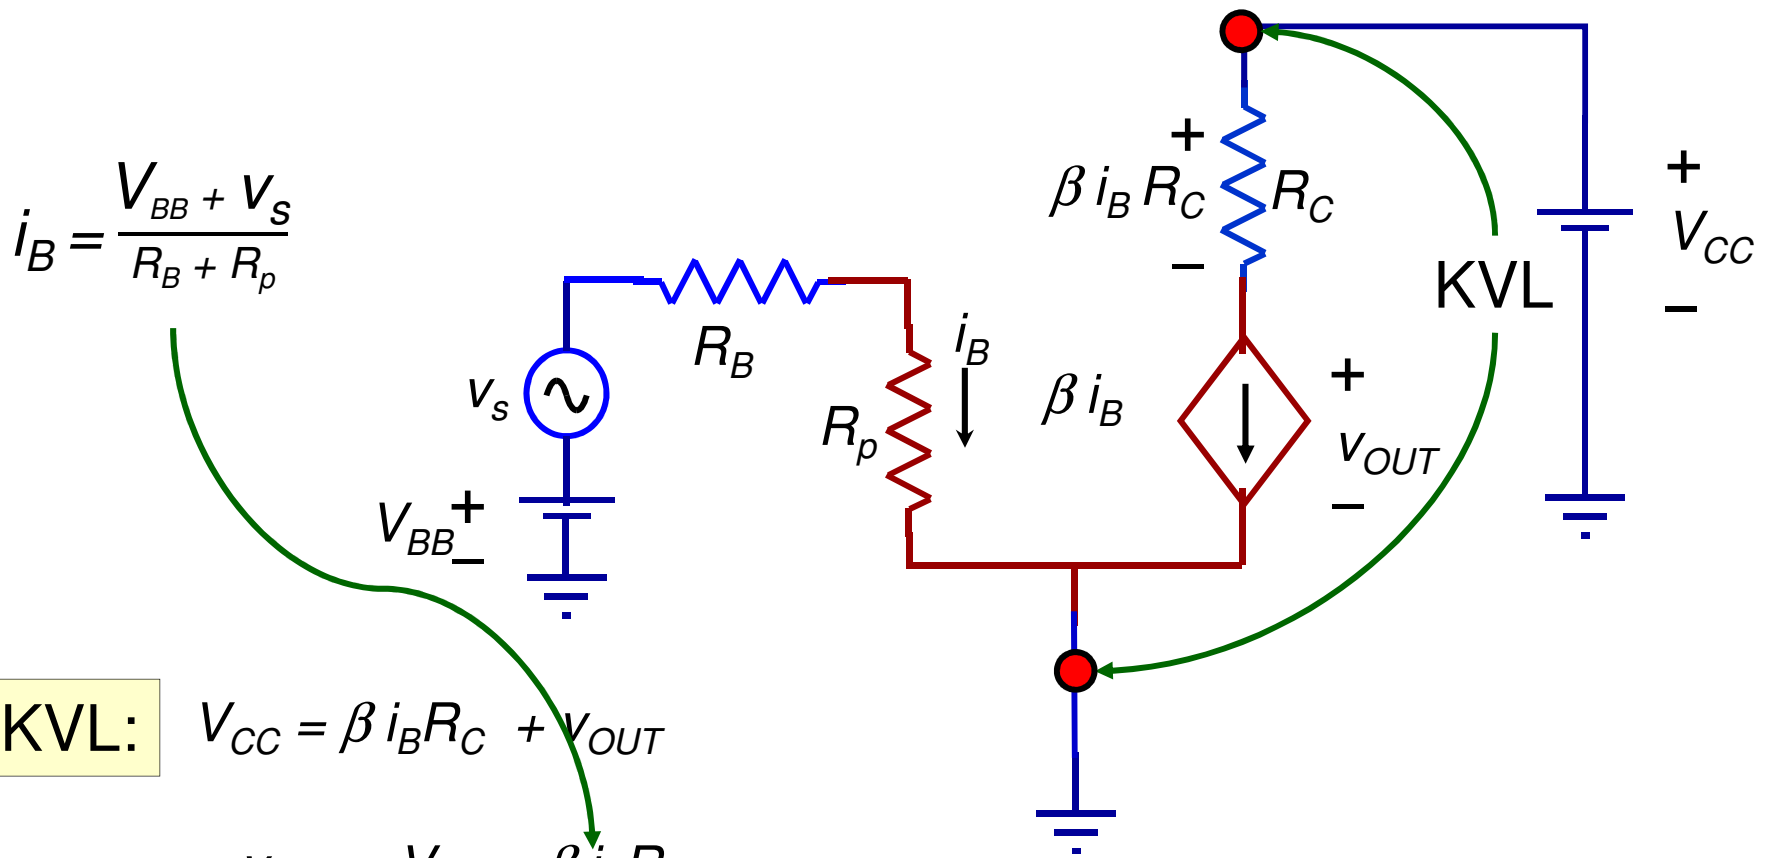 i_B = (V_BB + v_s) / (R_B + R_p)
+
β i_B R_C
−
R_C
+
V_CC
−
KVL
R_B
i_B
v_s
R_p
β i_B
+
v_OUT
−
V_BB
+
−
KVL: V_CC = β i_B R_C + v_OUT